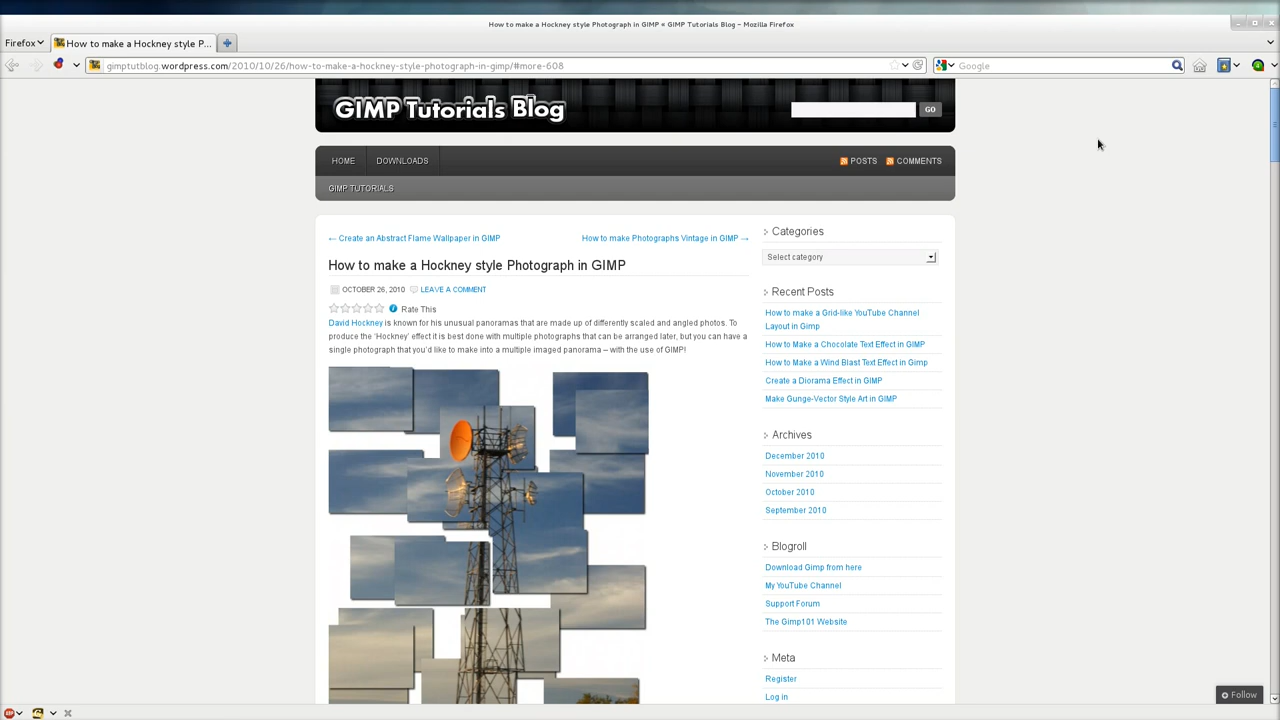 How to make a Hockney style Photograph in GIMP « GIMP Tutorials Blog – Mozilla Firefox
Firefox
How to make a Hockney style P...
gimptutblog.wordpress.com/2010/10/26/how-to-make-a-hockney-style-photograph-in-gimp/#more-608
Google
GIMP Tutorials Blog
GO
HOME
DOWNLOADS
POSTS
COMMENTS
GIMP TUTORIALS
← Create an Abstract Flame Wallpaper in GIMP
How to make Photographs Vintage in GIMP →
How to make a Hockney style Photograph in GIMP
OCTOBER 26, 2010
LEAVE A COMMENT
Rate This
David Hockney is known for his unusual panoramas that are made up of differently scaled and angled photos. To
produce the 'Hockney' effect it is best done with multiple photographs that can be arranged later, but you can have a
single photograph that you'd like to make into a multiple imaged panorama – with the use of GIMP!
Categories
Select category
Recent Posts
How to make a Grid-like YouTube Channel
Layout in Gimp
How to Make a Chocolate Text Effect in GIMP
How to Make a Wind Blast Text Effect in Gimp
Create a Diorama Effect in GIMP
Make Gunge-Vector Style Art in GIMP
Archives
December 2010
November 2010
October 2010
September 2010
Blogroll
Download Gimp from here
My YouTube Channel
Support Forum
The Gimp101 Website
Meta
Register
Log in
Follow